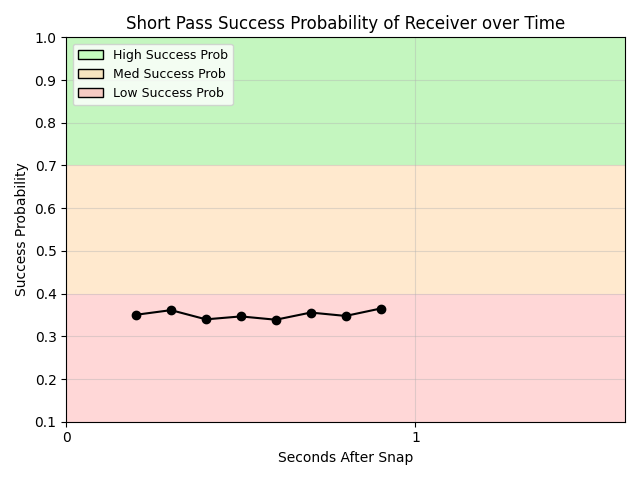 Short Pass Success Probability of Receiver over Time
High Success Prob
Med Success Prob
Low Success Prob
Success Probability
1.0
0.9
0.8
0.7
0.6
0.5
0.4
0.3
0.2
0.1
0
1
Seconds After Snap